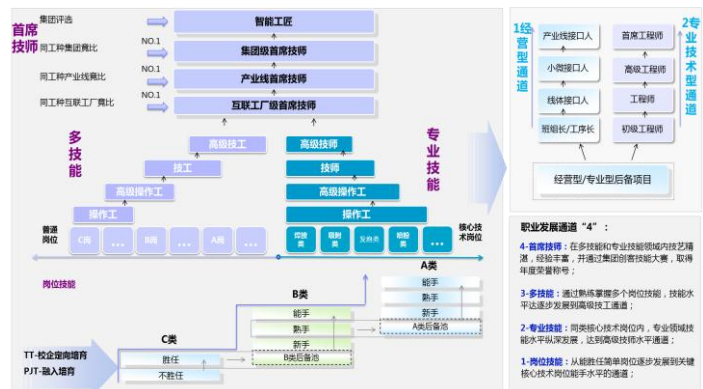 首席技师
集团评选
同工种集团竞比
同工种产业线竞比
同工种互联工厂竞比
NO.1
NO.1
NO.1
智能工匠
集团级首席技师
产业线首席技师
互联工厂级首席技师
多技能
高级技工
技工
高级操作工
操作工
专业技能
高级技师
技师
高级操作工
操作工
普通岗位
C岗
...
B岗
...
A岗
...
焊接类
吸附类
发泡类
...
核心技术岗位
岗位技能
A类
能手
熟手
新手
A类后备池
B类
能手
熟手
新手
B类后备池
C类
胜任
不胜任
TT-校企定向培育
PJT-融入培育
1经营型通道
产业线接口人
小微接口人
线体接口人
班组长/工序长
2专业技术型通道
首席工程师
高级工程师
工程师
初级工程师
经营型/专业型后备项目
职业发展通道“4”:
4-首席技师:在多技能和专业技能领域内技艺精
湛,经验丰富,并通过集团创客技能大赛,取得
年度荣誉称号;
3-多技能:通过熟练掌握多个岗位技能,技能水
平达逐步发展到高级技工通道;
2-专业技能:同类核心技术岗位内,专业领域技
能水平纵深发展,达到高级技师水平通道;
1-岗位技能:从能胜任简单岗位逐步发展到关键
核心技术岗位能手水平的通道;